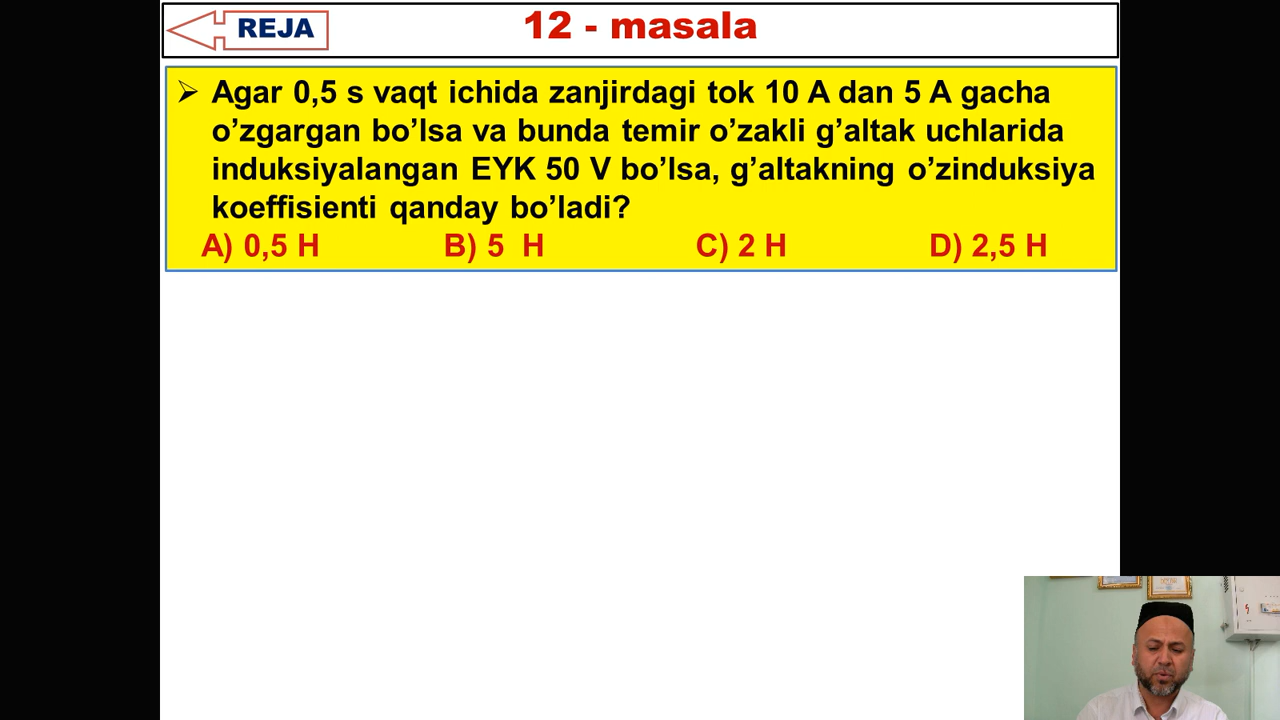 REJA
12 - masala
➢ Agar 0,5 s vaqt ichida zanjirdagi tok 10 A dan 5 A gacha
o’zgargan bo’lsa va bunda temir o’zakli g’altak uchlarida
induksiyalangan EYK 50 V bo’lsa, g’altakning o’zinduksiya
koeffisienti qanday bo’ladi?
A) 0,5 H B) 5 H C) 2 H D) 2,5 H